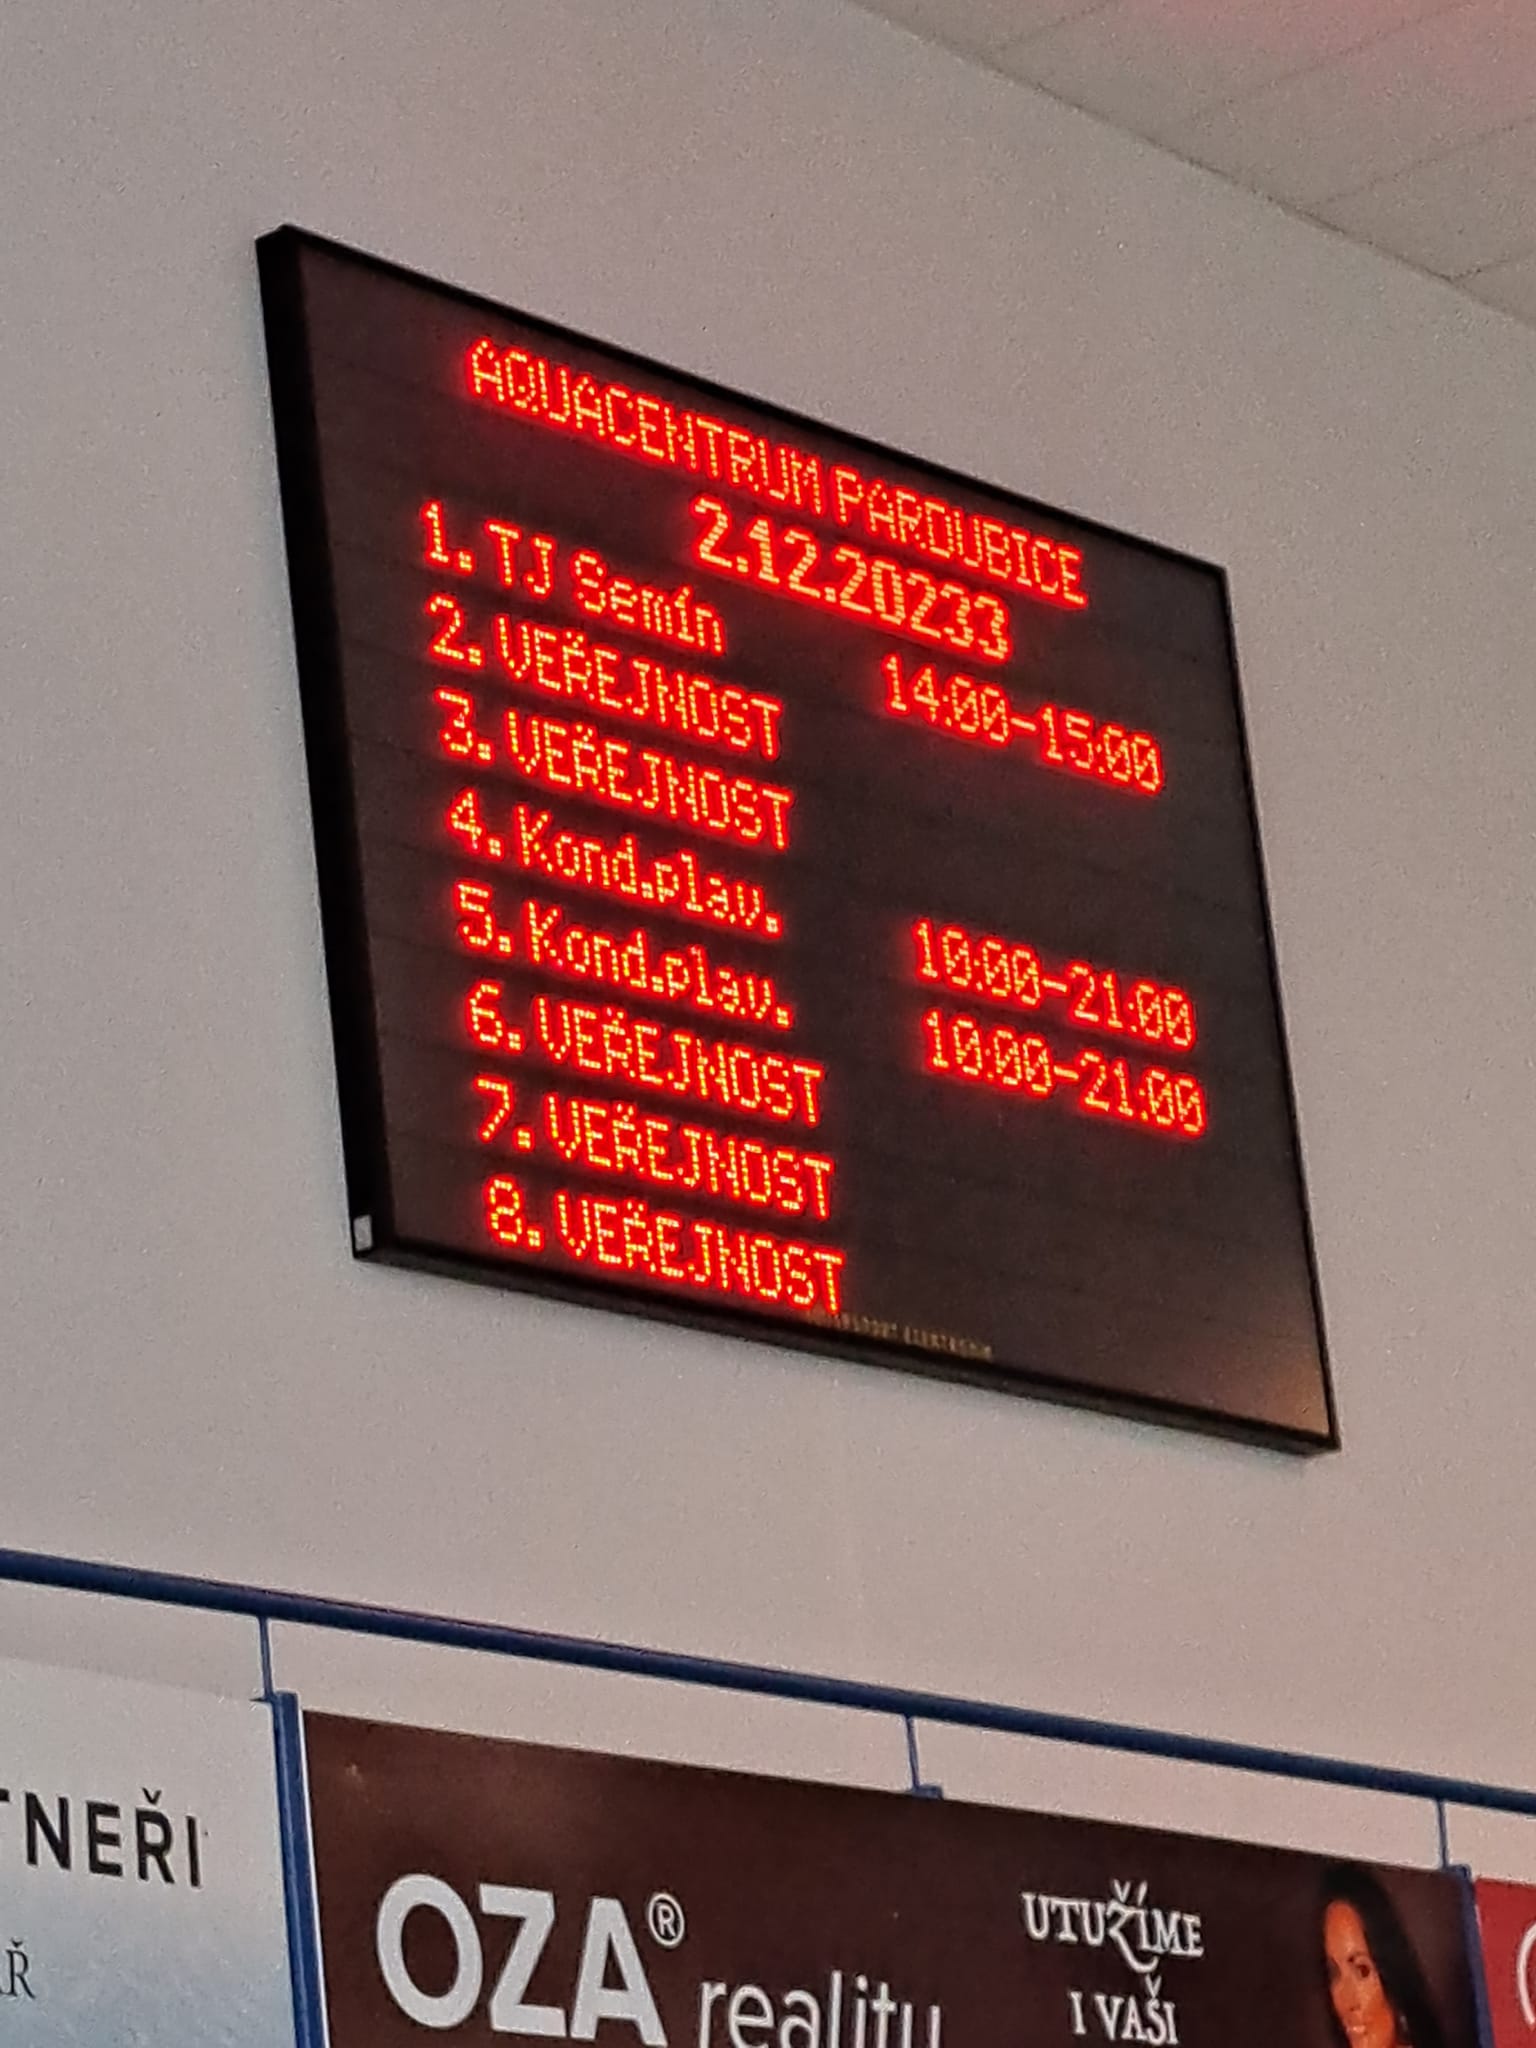 AQUACENTRUM PARDUBICE
2.12.20233
1. TJ Semín 14:00-15:00
2. VEŘEJNOST
3. VEŘEJNOST
4. Kond.plav. 10:00-21:00
5. Kond.plav. 10:00-21:00
6. VEŘEJNOST
7. VEŘEJNOST
8. VEŘEJNOST
TNEŘI
OZA® reality
UTUŽÍME
I VAŠI